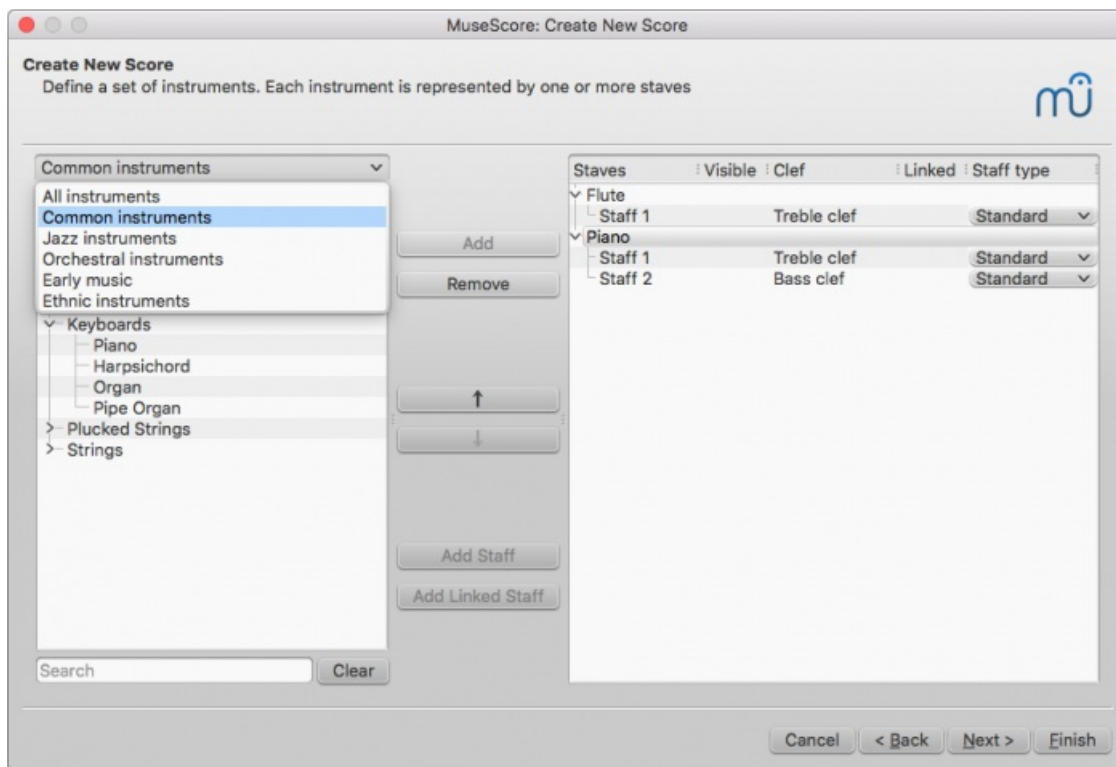 MuseScore: Create New Score
Create New Score
Define a set of instruments. Each instrument is represented by one or more staves
mu
Common instruments
All instruments
Common instruments
Jazz instruments
Orchestral instruments
Early music
Ethnic instruments
Keyboards
Piano
Harpsichord
Organ
Pipe Organ
Plucked Strings
Strings
Search
Clear
Add
Remove
↑
↓
Add Staff
Add Linked Staff
Staves Visible Clef Linked Staff type
Flute
Staff 1 Treble clef Standard
Piano
Staff 1 Treble clef Standard
Staff 2 Bass clef Standard
Cancel < Back Next > Finish